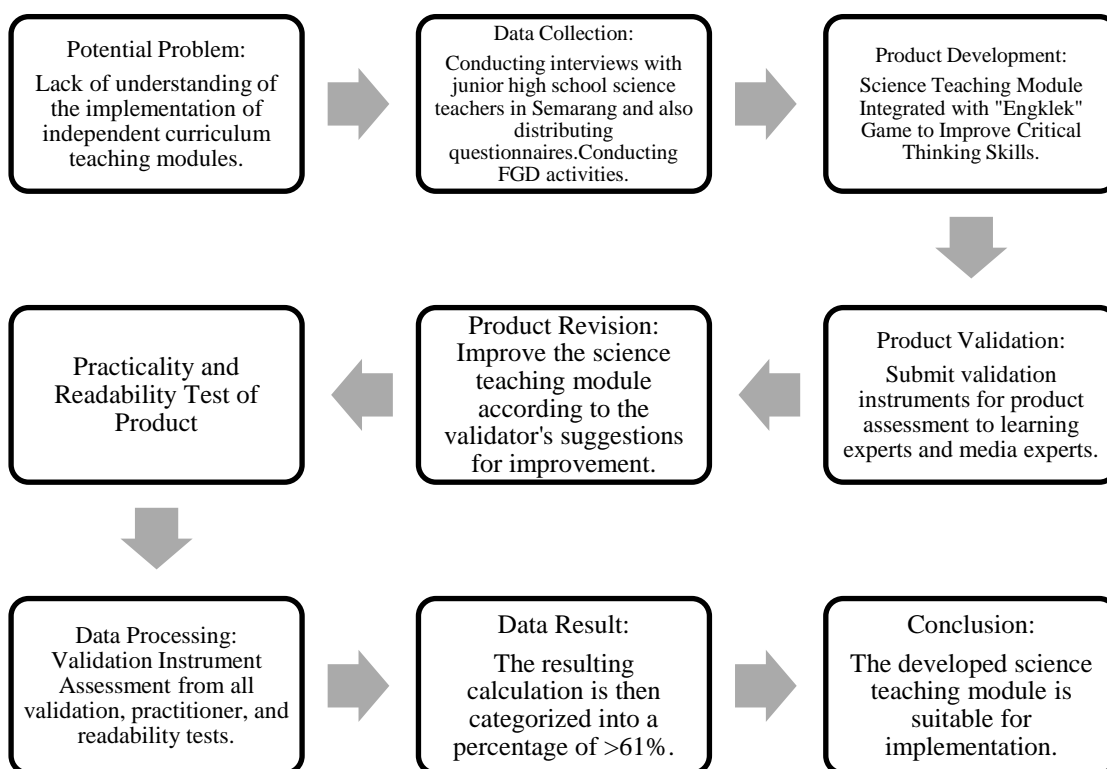 Potential Problem:
Lack of understanding of
the implementation of
independent curriculum
teaching modules.
Data Collection:
Conducting interviews with
junior high school science
teachers in Semarang and also
distributing
questionnaires.Conducting
FGD activities.
Product Development:
Science Teaching Module
Integrated with "Engklek"
Game to Improve Critical
Thinking Skills.
Product Validation:
Submit validation
instruments for product
assessment to learning
experts and media experts.
Product Revision:
Improve the science
teaching module
according to the
validator's suggestions
for improvement.
Practicality and
Readability Test of
Product
Data Processing:
Validation Instrument
Assessment from all
validation, practitioner, and
readability tests.
Data Result:
The resulting
calculation is then
categorized into a
percentage of >61%.
Conclusion:
The developed science
teaching module is
suitable for
implementation.